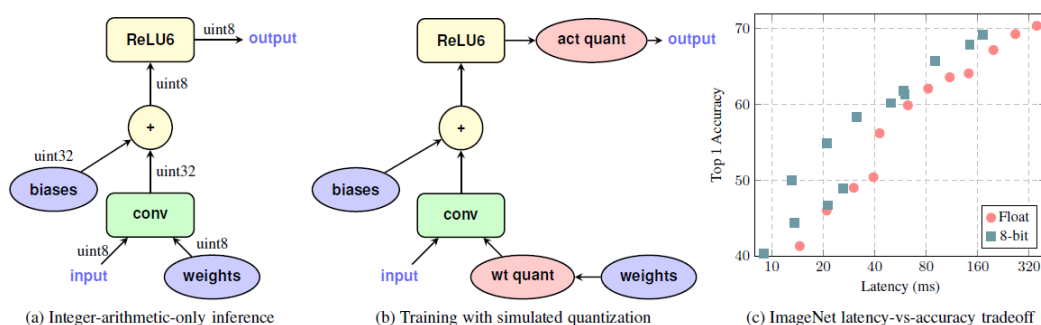 ReLU6
uint8
output
uint8
+
uint32
biases
uint32
conv
uint8
uint8
input
weights
(a) Integer-arithmetic-only inference
ReLU6
act quant
output
+
biases
conv
input
wt quant
weights
(b) Training with simulated quantization
Top 1 Accuracy
70
60
50
40
10
20
40
80
160
320
Latency (ms)
Float
8-bit
(c) ImageNet latency-vs-accuracy tradeoff